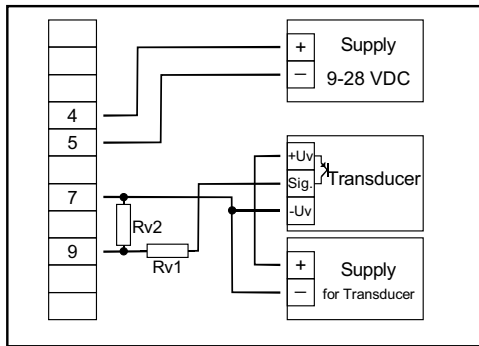 4
5
7
9
Rv2
Rv1
+
Supply
−
9-28 VDC
+Uv
Sig.
Transducer
-Uv
+
Supply
−
for Transducer